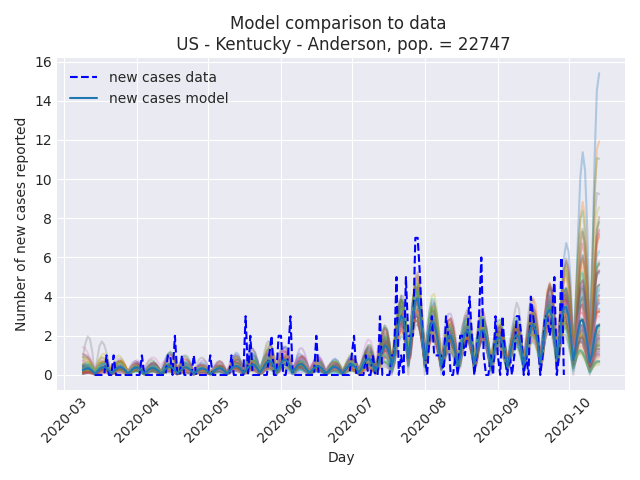 Model comparison to data
US - Kentucky - Anderson, pop. = 22747
new cases data
new cases model
Number of new cases reported
16
14
12
10
8
6
4
2
0
2020-03
2020-04
2020-05
2020-06
2020-07
2020-08
2020-09
2020-10
Day